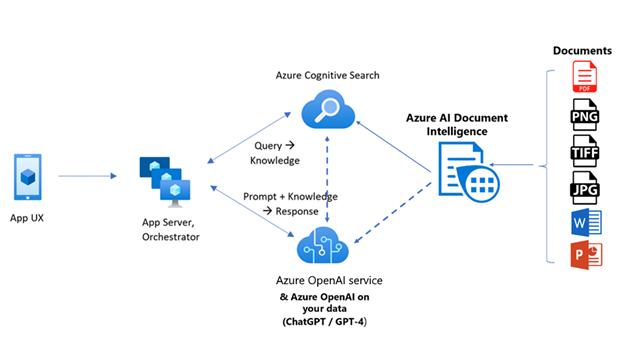 Documents
Azure Cognitive Search
PDF
Azure AI Document
Intelligence
PNG
Query →
Knowledge
TIFF
JPG
Prompt + Knowledge
→ Response
App UX
App Server,
Orchestrator
W
P
Azure OpenAI service
& Azure OpenAI on
your data
(ChatGPT / GPT-4)